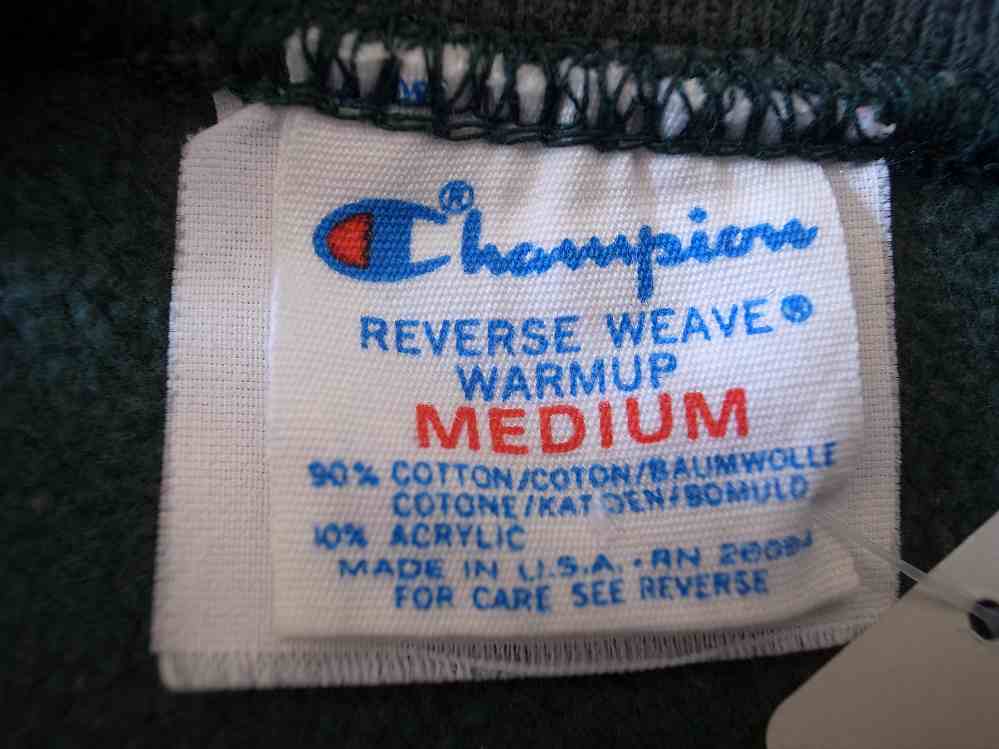 Champion®
REVERSE WEAVE®
WARMUP
MEDIUM
90% COTTON/COTON/BAUMWOLLE
COTONE/KATOEN/BOMULD
10% ACRYLIC
MADE IN U.S.A. · RN 26094
FOR CARE SEE REVERSE